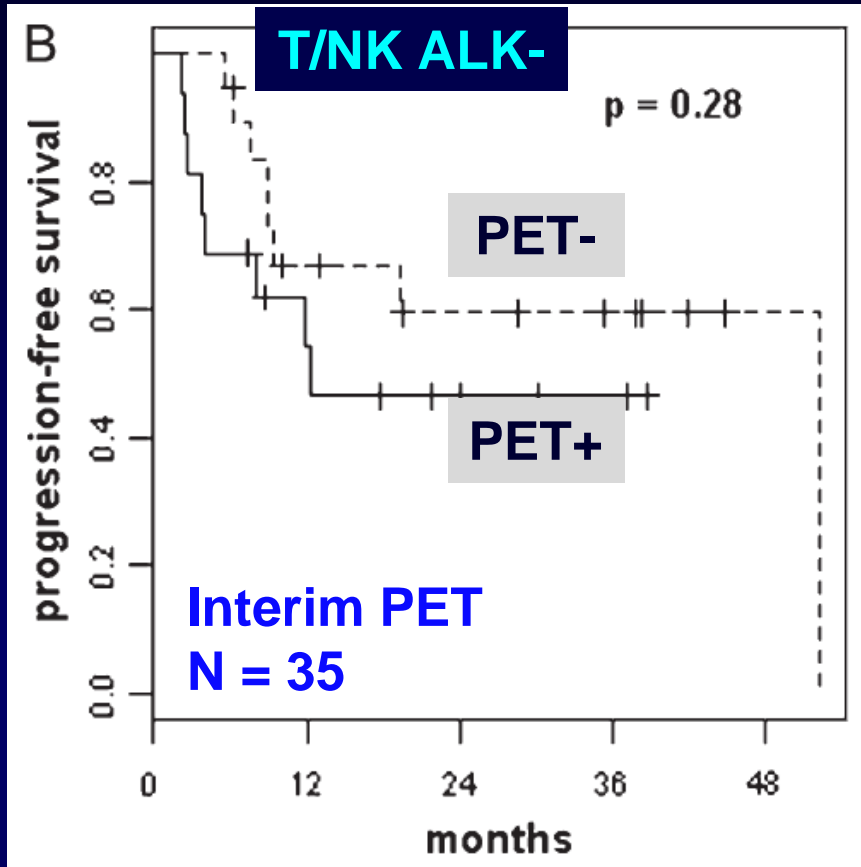 B
T/NK ALK-
p = 0.28
progression-free survival
0.8
0.6
0.4
0.2
0.0
PET-
PET+
Interim PET
N = 35
0 12 24 36 48
months